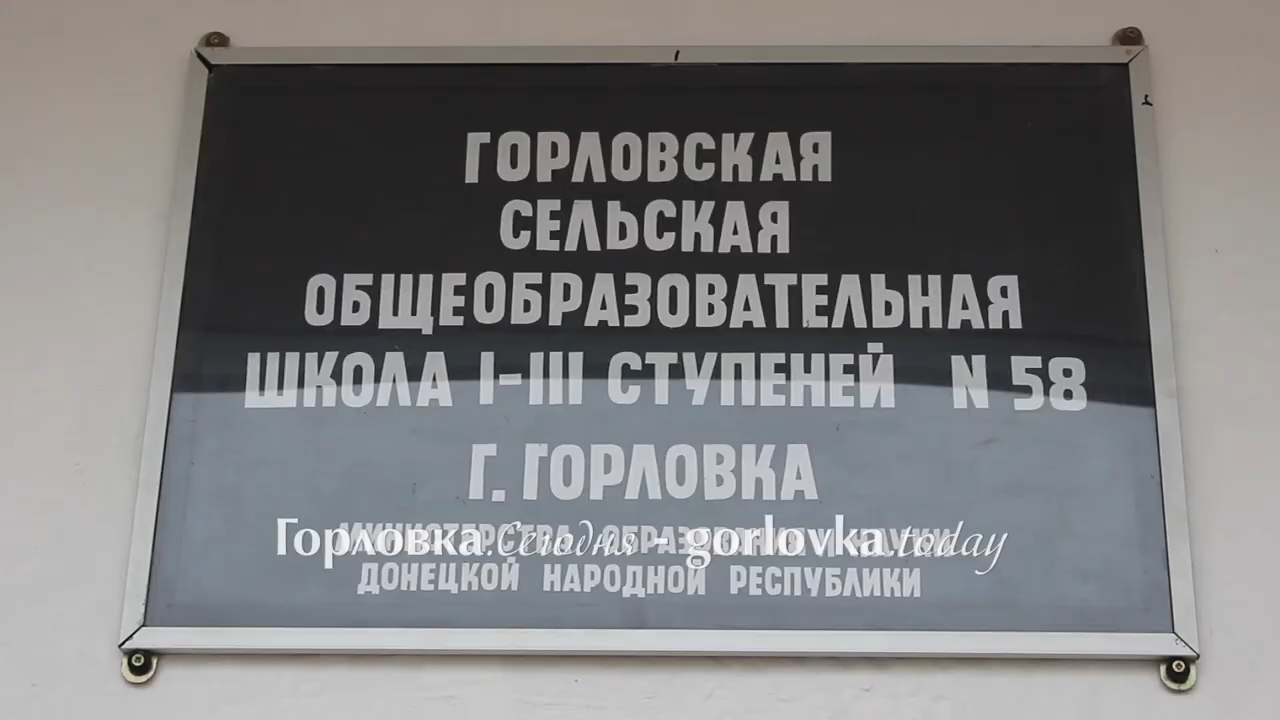 ГОРЛОВСКАЯ
СЕЛЬСКАЯ
ОБЩЕОБРАЗОВАТЕЛЬНАЯ
ШКОЛА I-III СТУПЕНЕЙ N 58
Г. ГОРЛОВКА
МИНИСТЕРСТВА ОБРАЗОВАНИЯ И НАУКИ
Горловка.Сегодня - gorlovka.today
ДОНЕЦКОЙ НАРОДНОЙ РЕСПУБЛИКИ